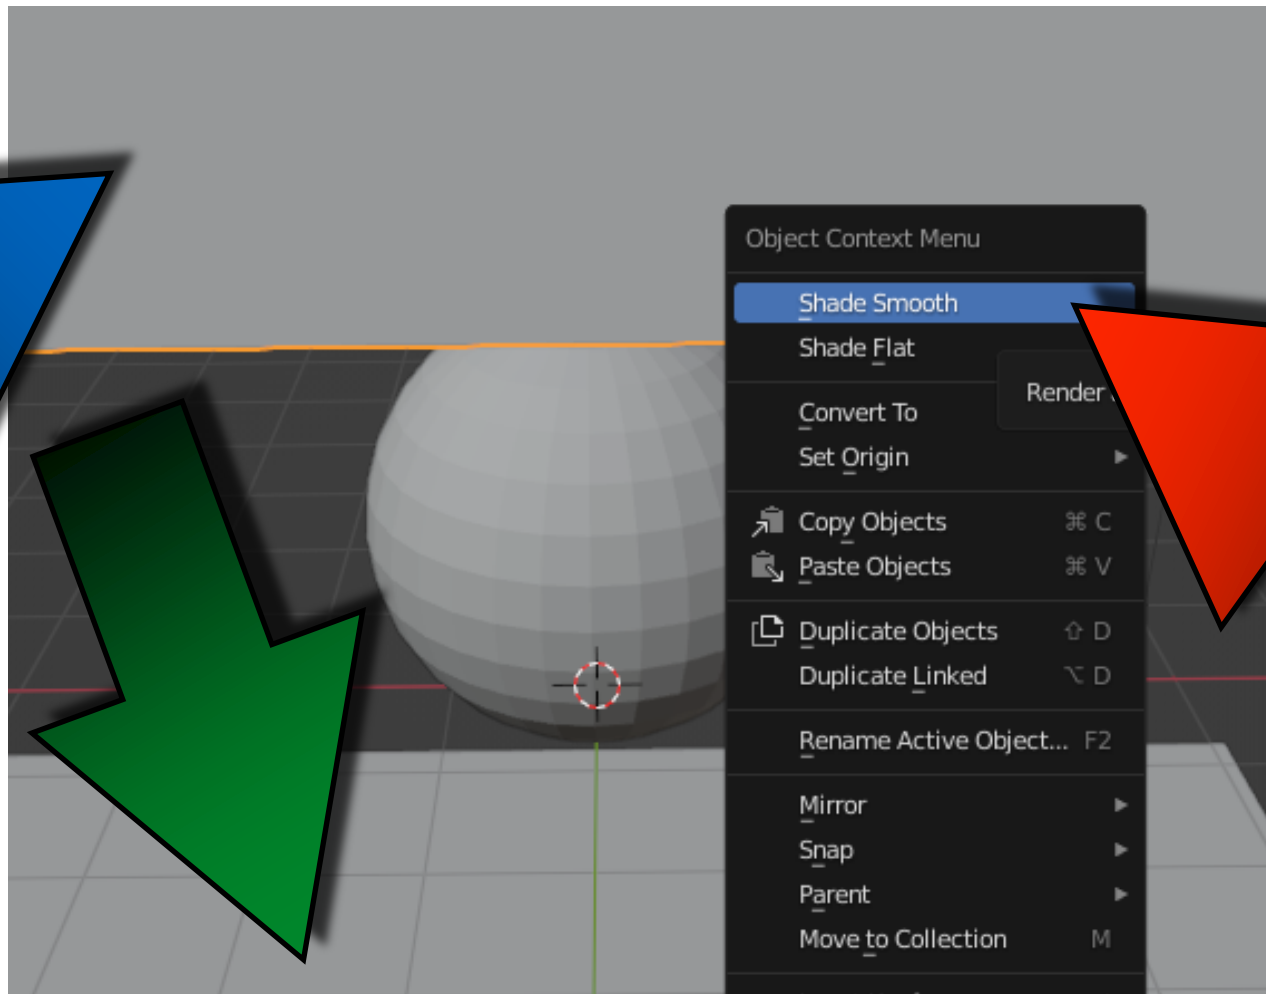 Object Context Menu
Shade Smooth
Shade Flat
Render
Convert To
Set Origin
Copy Objects ⌘ C
Paste Objects ⌘ V
Duplicate Objects ⇧ D
Duplicate Linked ⌥ D
Rename Active Object... F2
Mirror
Snap
Parent
Move to Collection M